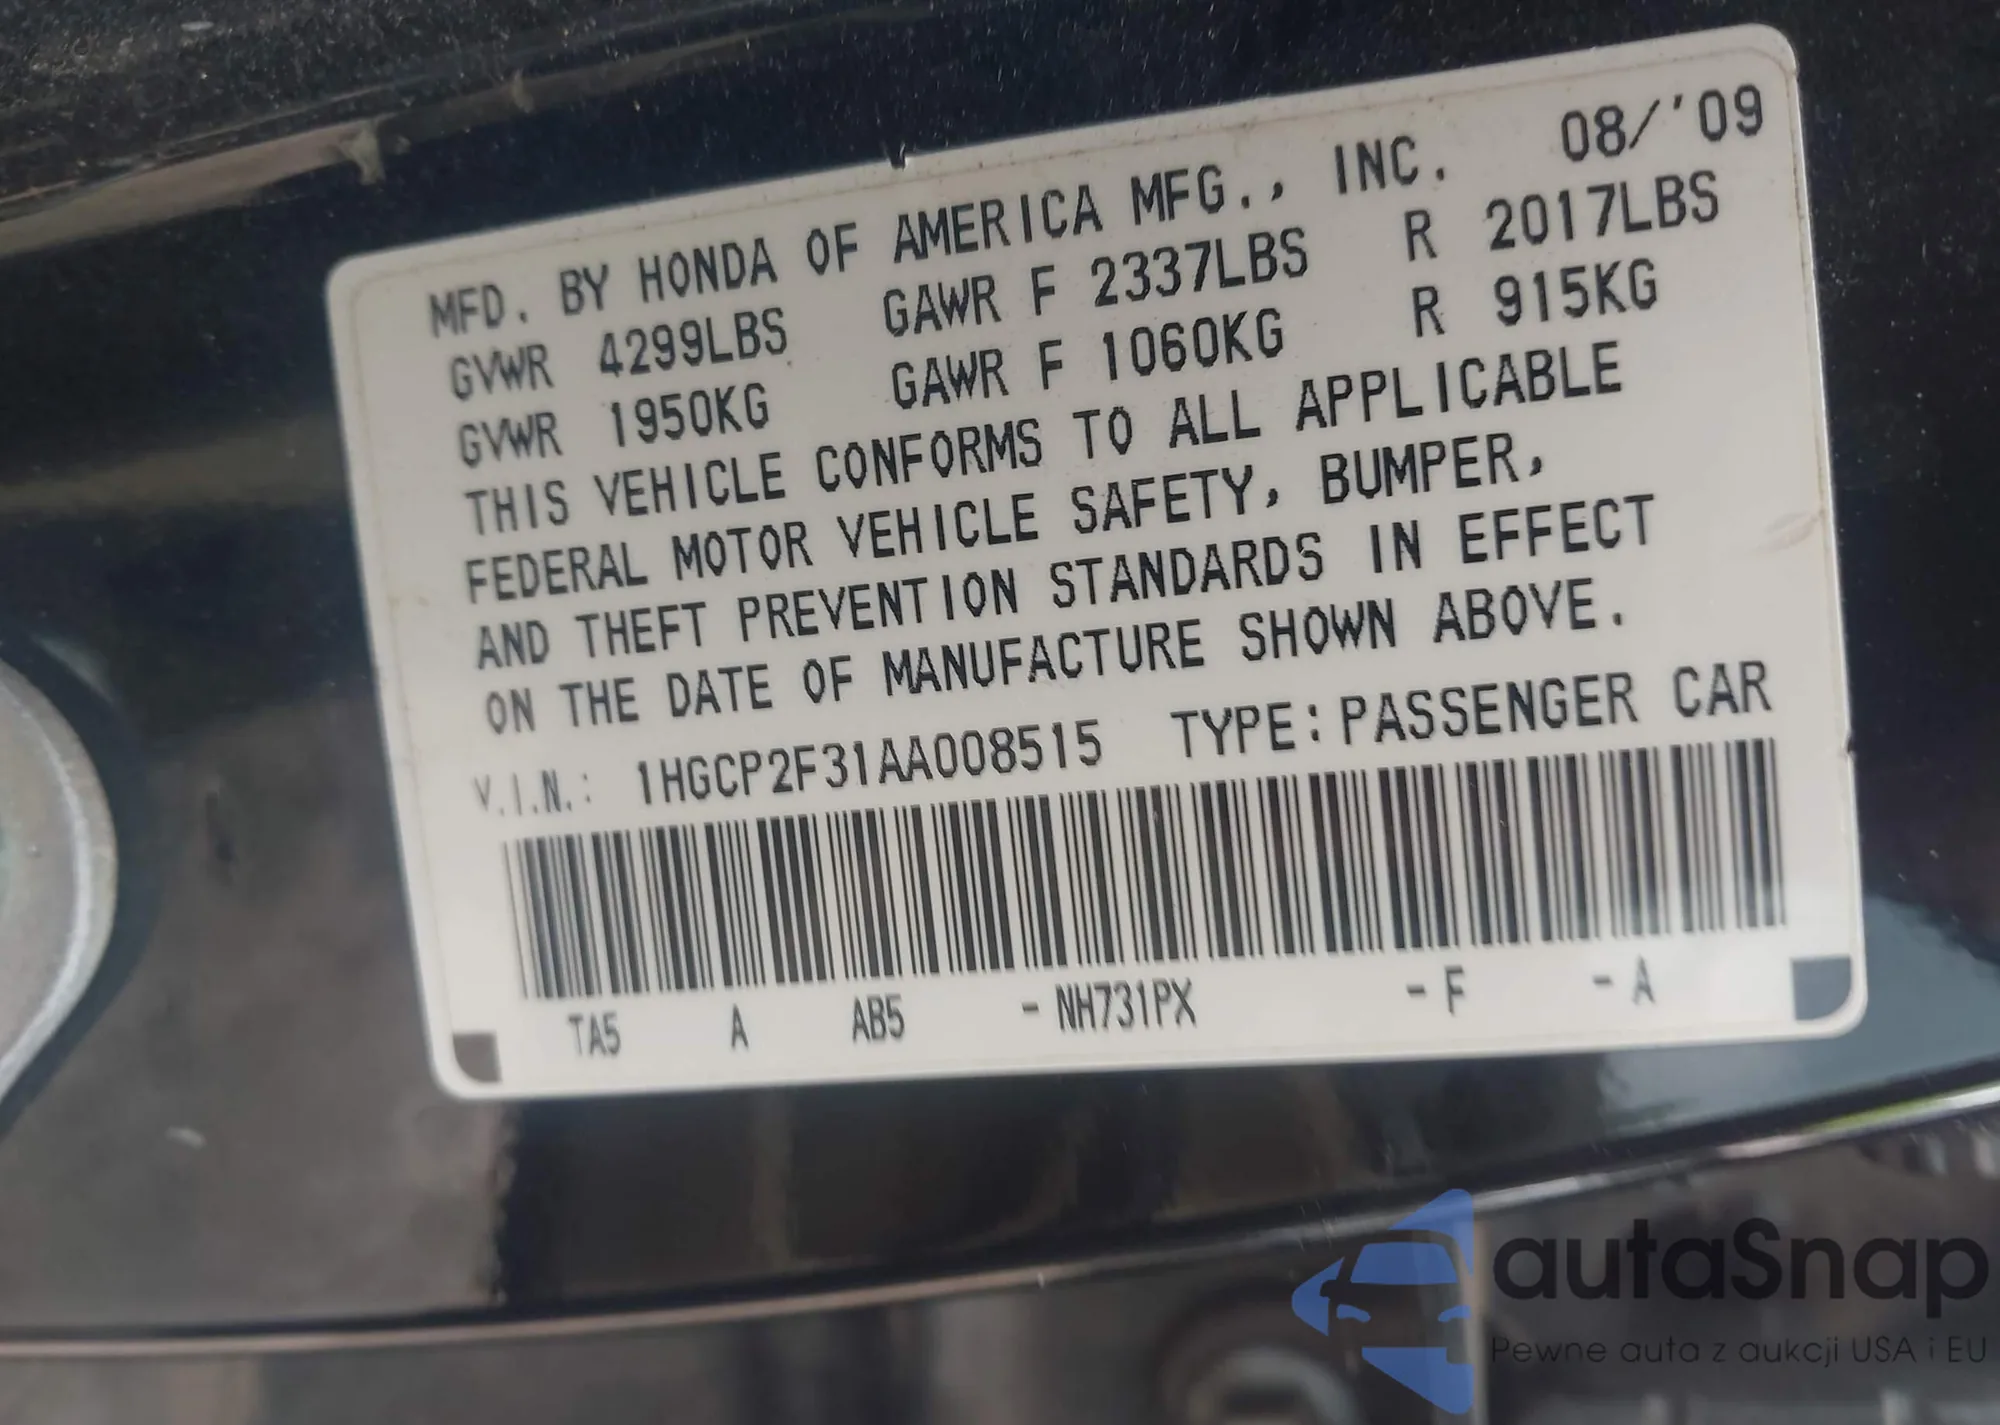 MFD. BY HONDA OF AMERICA MFG., INC. 08/'09
GVWR 4299LBS GAWR F 2337LBS R 2017LBS
GVWR 1950KG GAWR F 1060KG R 915KG
THIS VEHICLE CONFORMS TO ALL APPLICABLE
FEDERAL MOTOR VEHICLE SAFETY, BUMPER,
AND THEFT PREVENTION STANDARDS IN EFFECT
ON THE DATE OF MANUFACTURE SHOWN ABOVE.
V.I.N.: 1HGCP2F31AA008515 TYPE:PASSENGER CAR
TA5 A AB5 -NH731PX -F -A
autaSnap
Pewne auta z aukcji USA i EU